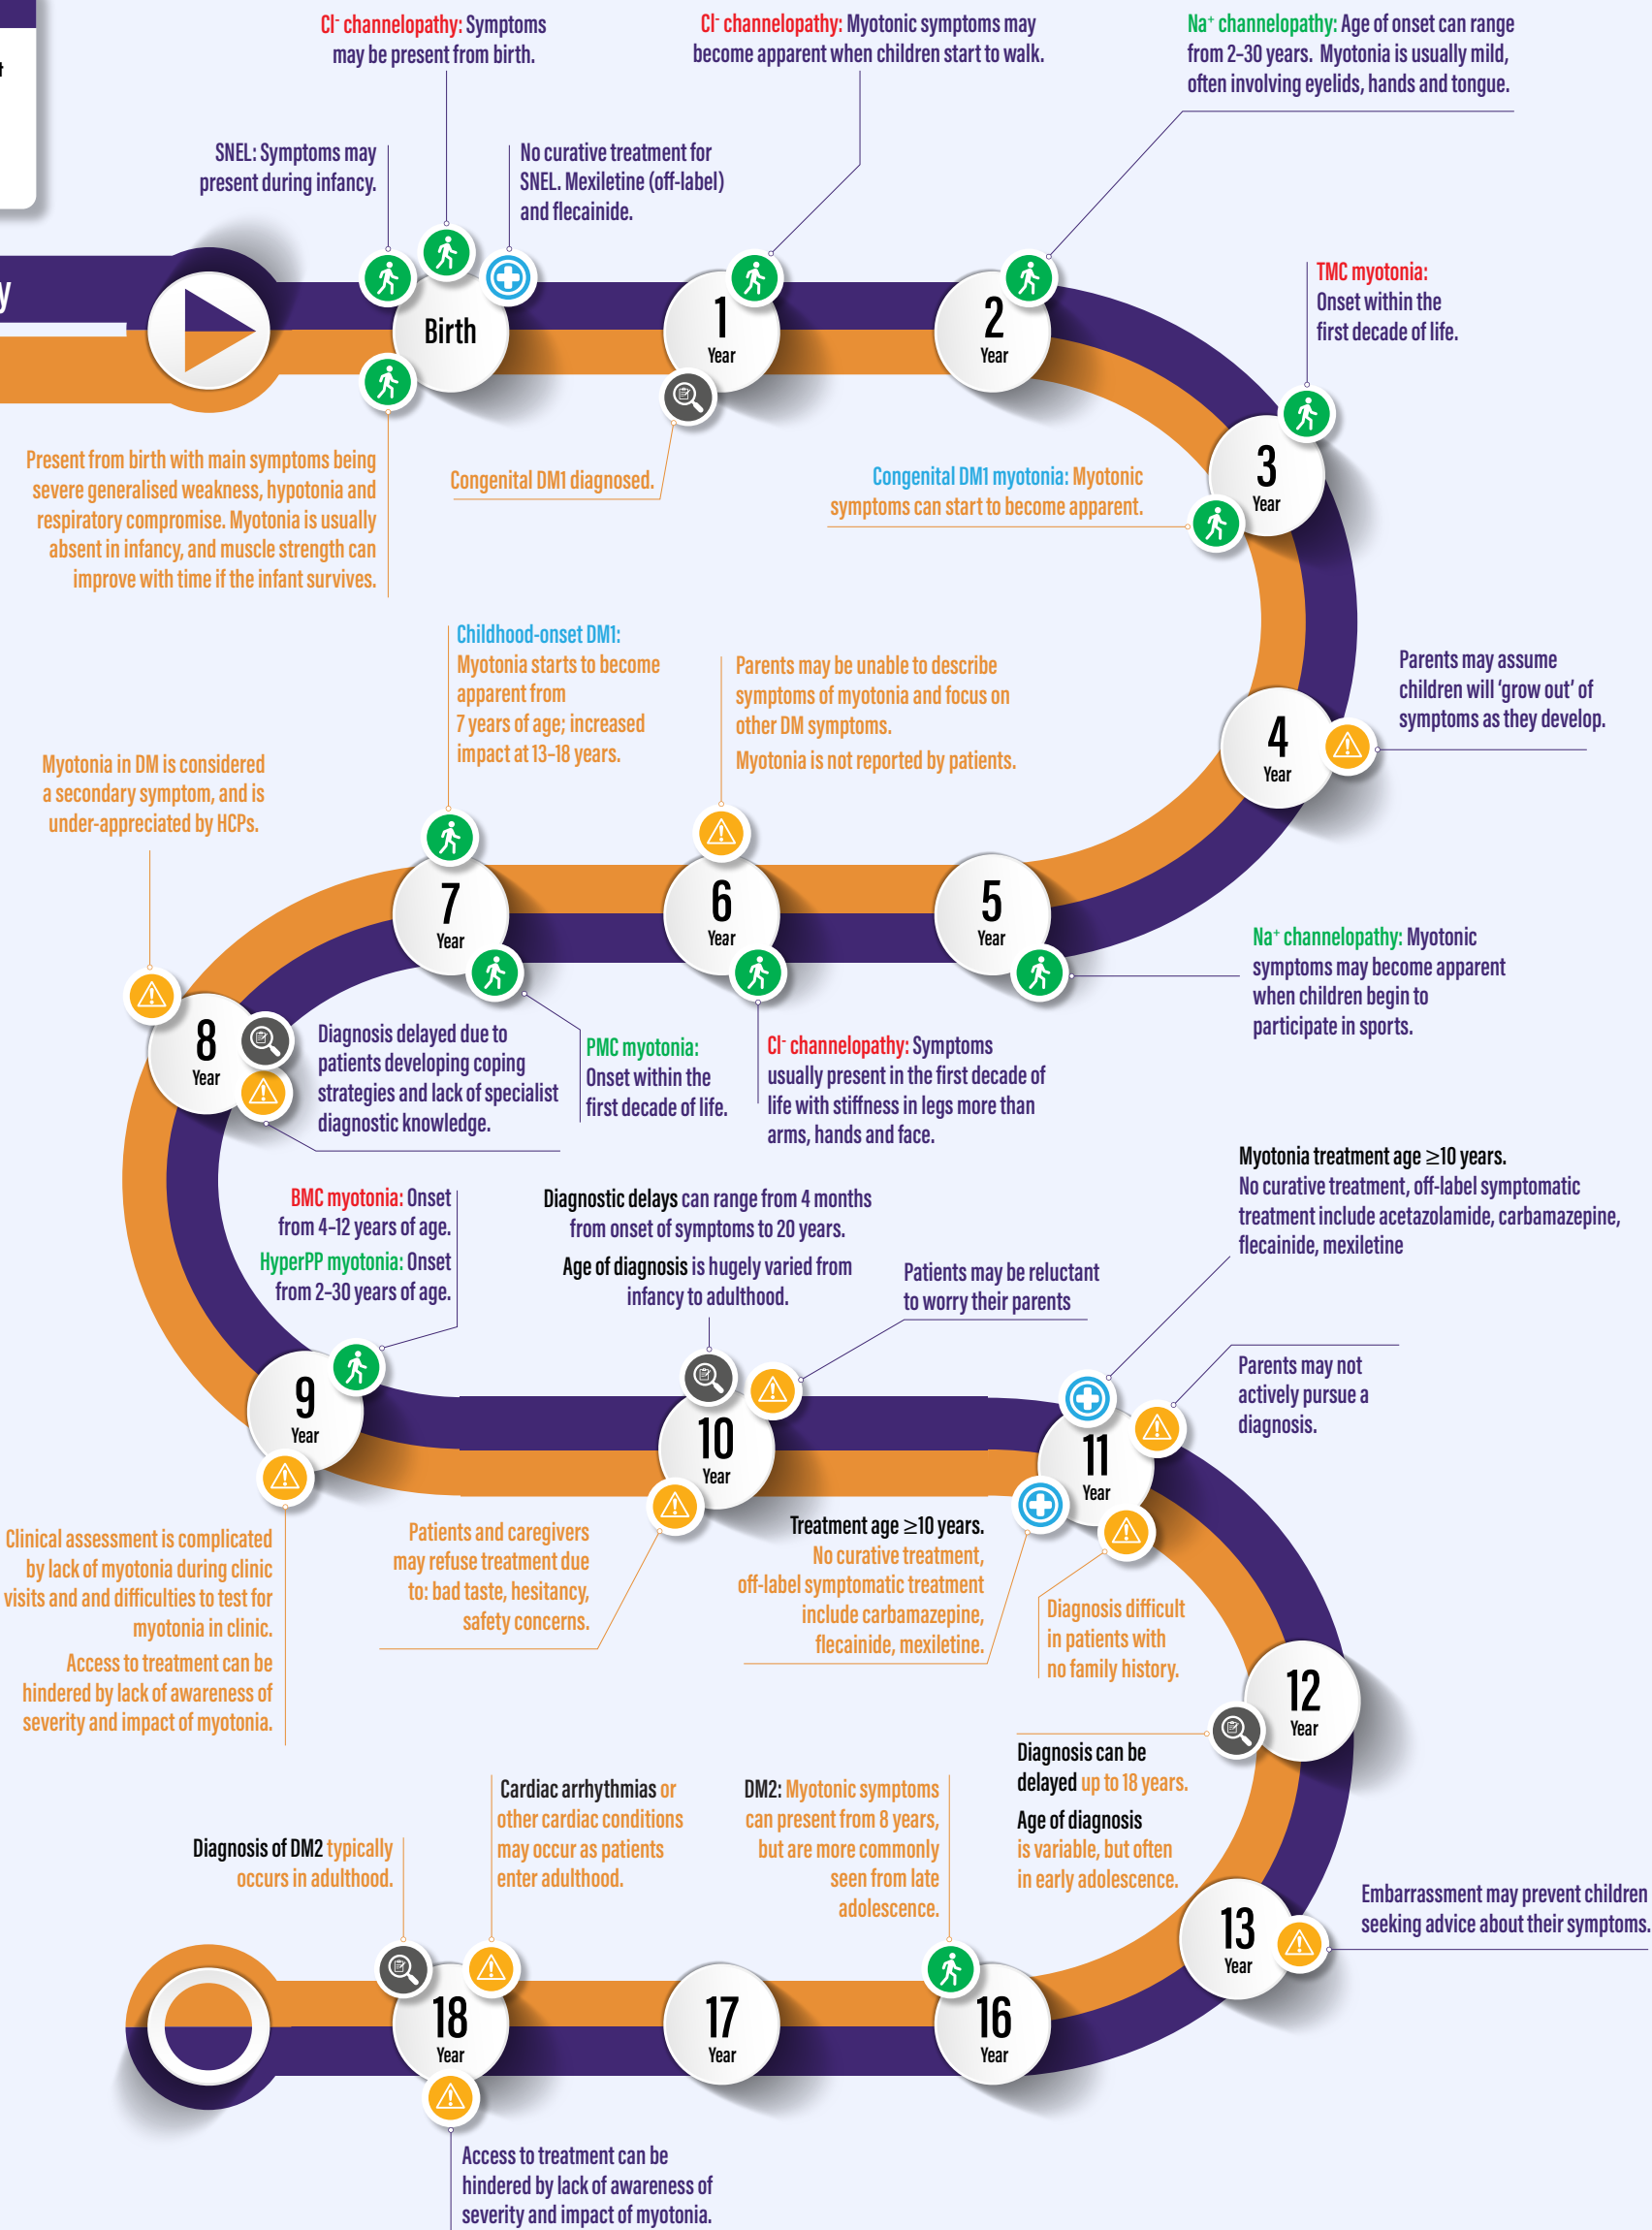 t
Cl- channelopathy: Symptoms
may be present from birth.
Cl- channelopathy: Myotonic symptoms may
become apparent when children start to walk.
Na+ channelopathy: Age of onset can range
from 2–30 years. Myotonia is usually mild,
often involving eyelids, hands and tongue.
SNEL: Symptoms may
present during infancy.
No curative treatment for
SNEL. Mexiletine (off-label)
and flecainide.
y
Birth
1
Year
2
Year
TMC myotonia:
Onset within the
first decade of life.
Present from birth with main symptoms being
severe generalised weakness, hypotonia and
respiratory compromise. Myotonia is usually
absent in infancy, and muscle strength can
improve with time if the infant survives.
Congenital DM1 diagnosed.
Congenital DM1 myotonia: Myotonic
symptoms can start to become apparent.
3
Year
Parents may assume
children will ‘grow out’ of
symptoms as they develop.
4
Year
Childhood-onset DM1:
Myotonia starts to become
apparent from
7 years of age; increased
impact at 13–18 years.
Parents may be unable to describe
symptoms of myotonia and focus on
other DM symptoms.
Myotonia is not reported by patients.
Myotonia in DM is considered
a secondary symptom, and is
under-appreciated by HCPs.
7
Year
6
Year
5
Year
Na+ channelopathy: Myotonic
symptoms may become apparent
when children begin to
participate in sports.
8
Year
Diagnosis delayed due to
patients developing coping
strategies and lack of specialist
diagnostic knowledge.
PMC myotonia:
Onset within the
first decade of life.
Cl- channelopathy: Symptoms
usually present in the first decade of
life with stiffness in legs more than
arms, hands and face.
BMC myotonia: Onset
from 4–12 years of age.
HyperPP myotonia: Onset
from 2–30 years of age.
Diagnostic delays can range from 4 months
from onset of symptoms to 20 years.
Age of diagnosis is hugely varied from
infancy to adulthood.
Patients may be reluctant
to worry their parents
Myotonia treatment age ≥10 years.
No curative treatment, off-label symptomatic
treatment include acetazolamide, carbamazepine,
flecainide, mexiletine
Parents may not
actively pursue a
diagnosis.
9
Year
10
Year
11
Year
Clinical assessment is complicated
by lack of myotonia during clinic
visits and and difficulties to test for
myotonia in clinic.
Access to treatment can be
hindered by lack of awareness of
severity and impact of myotonia.
Patients and caregivers
may refuse treatment due
to: bad taste, hesitancy,
safety concerns.
Treatment age ≥10 years.
No curative treatment,
off-label symptomatic treatment
include carbamazepine,
flecainide, mexiletine.
Diagnosis difficult
in patients with
no family history.
12
Year
Diagnosis can be
delayed up to 18 years.
Age of diagnosis
is variable, but often
in early adolescence.
Diagnosis of DM2 typically
occurs in adulthood.
Cardiac arrhythmias or
other cardiac conditions
may occur as patients
enter adulthood.
DM2: Myotonic symptoms
can present from 8 years,
but are more commonly
seen from late
adolescence.
13
Year
Embarrassment may prevent children
seeking advice about their symptoms.
18
Year
17
Year
16
Year
Access to treatment can be
hindered by lack of awareness of
severity and impact of myotonia.